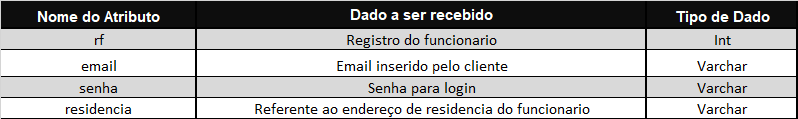 Nome do Atributo Dado a ser recebido Tipo de Dado
rf Registro do funcionario Int
email Email inserido pelo cliente Varchar
senha Senha para login Varchar
residencia Referente ao endereço de residencia do funcionario Varchar